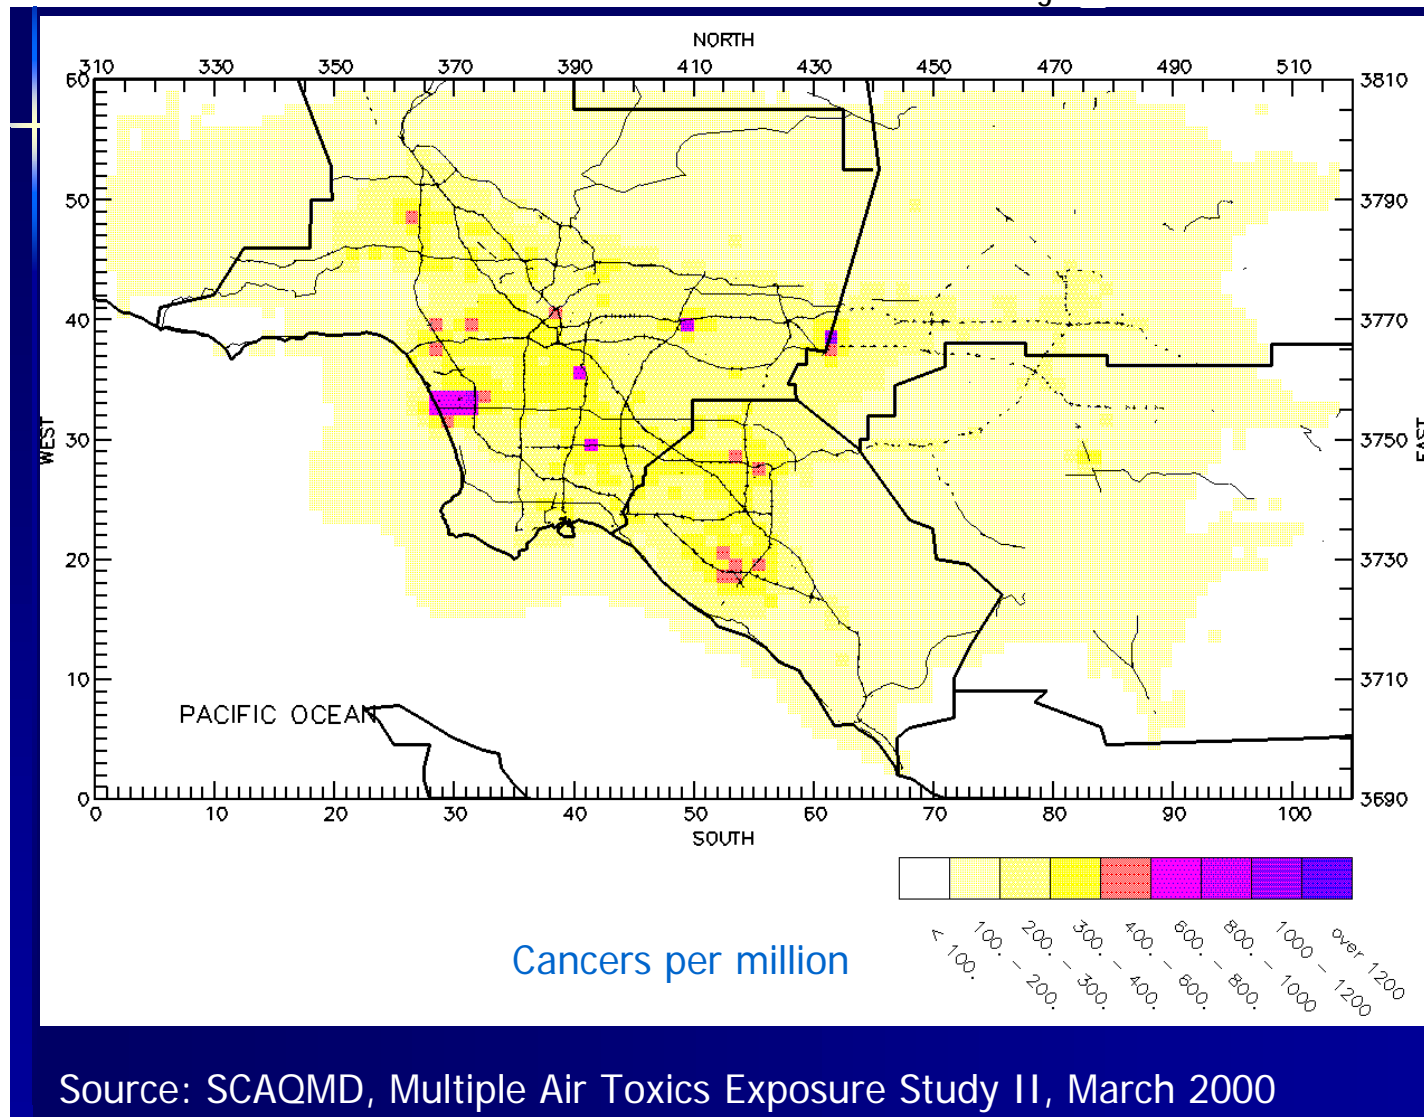 NORTH
310 330 350 370 390 410 430 450 470 490 510
60 3810
50 3790
40 3770
30 3750
WEST EAST
20 3730
10 3710
PACIFIC OCEAN
0 3690
0 10 20 30 40 50 60 70 80 90 100
SOUTH
< 100.
100. - 200.
200. - 300.
300. - 400.
400. - 600.
600. - 800.
800. - 1000
1000 - 1200
over 1200
Cancers per million
Source: SCAQMD, Multiple Air Toxics Exposure Study II, March 2000